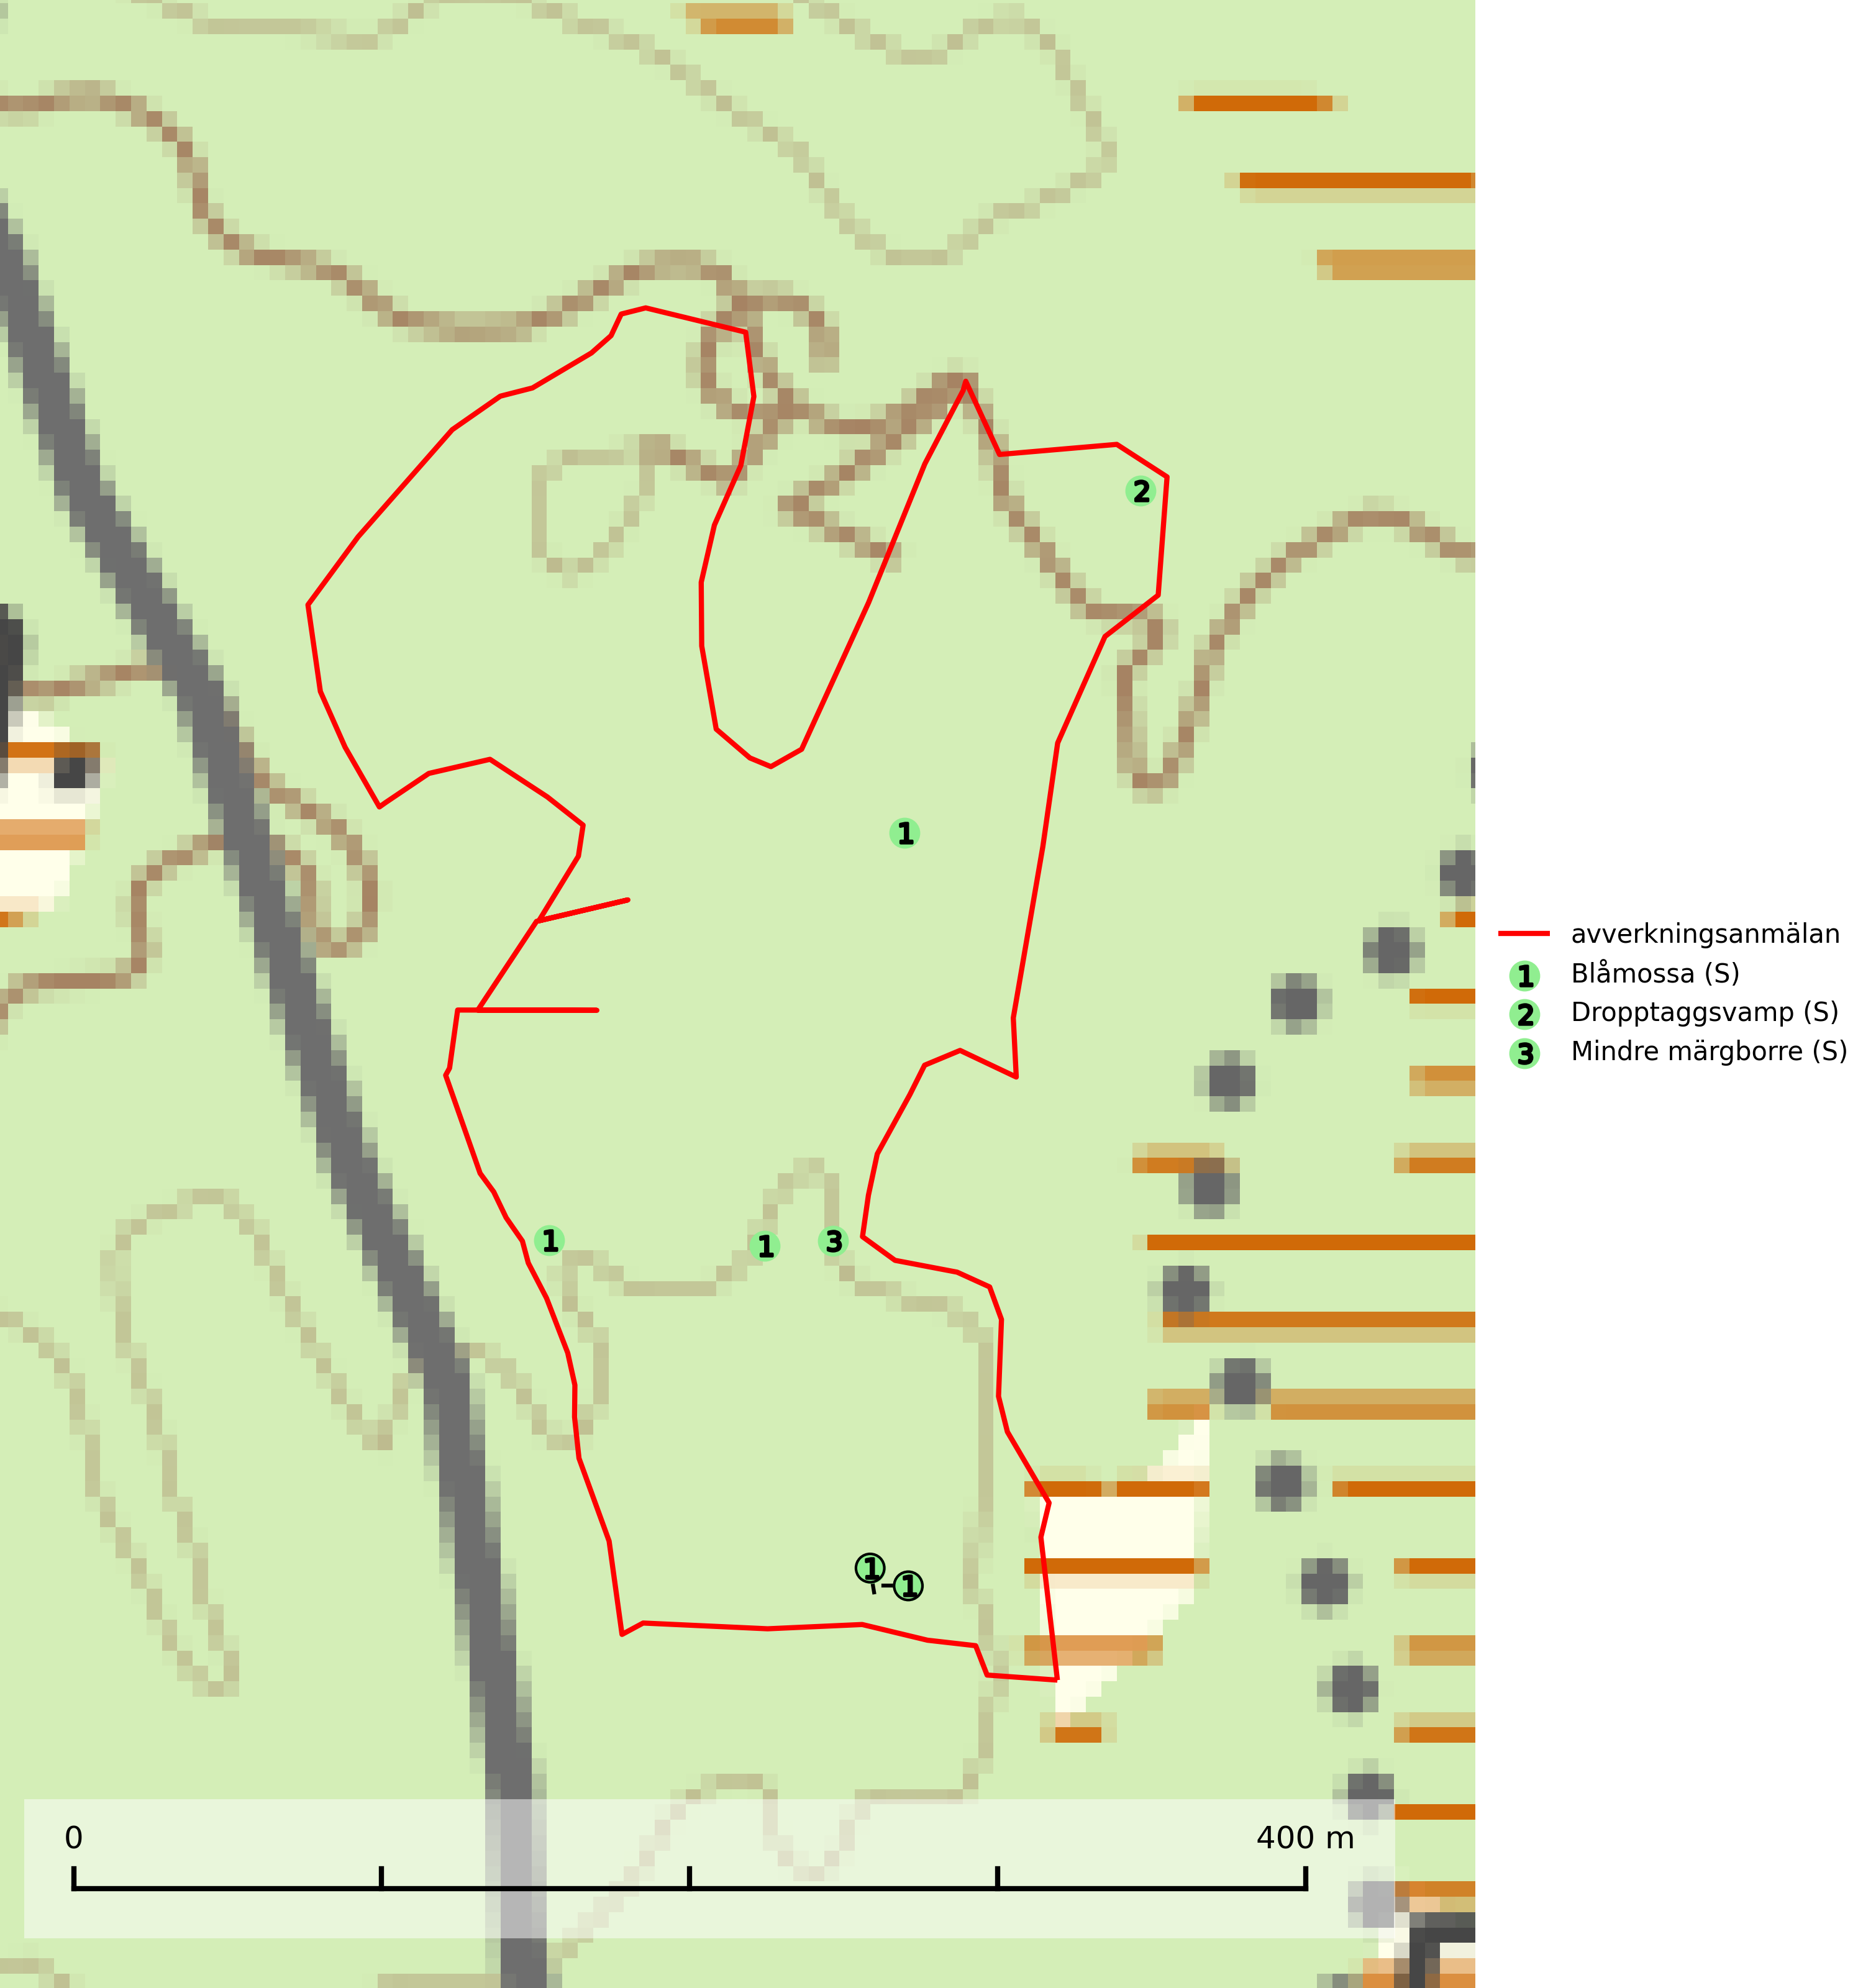 2
1
avverkningsanmälan
1 Blåmossa (S)
2 Dropptaggsvamp (S)
3 Mindre märgborre (S)
1 1 3
1 1
0 400 m